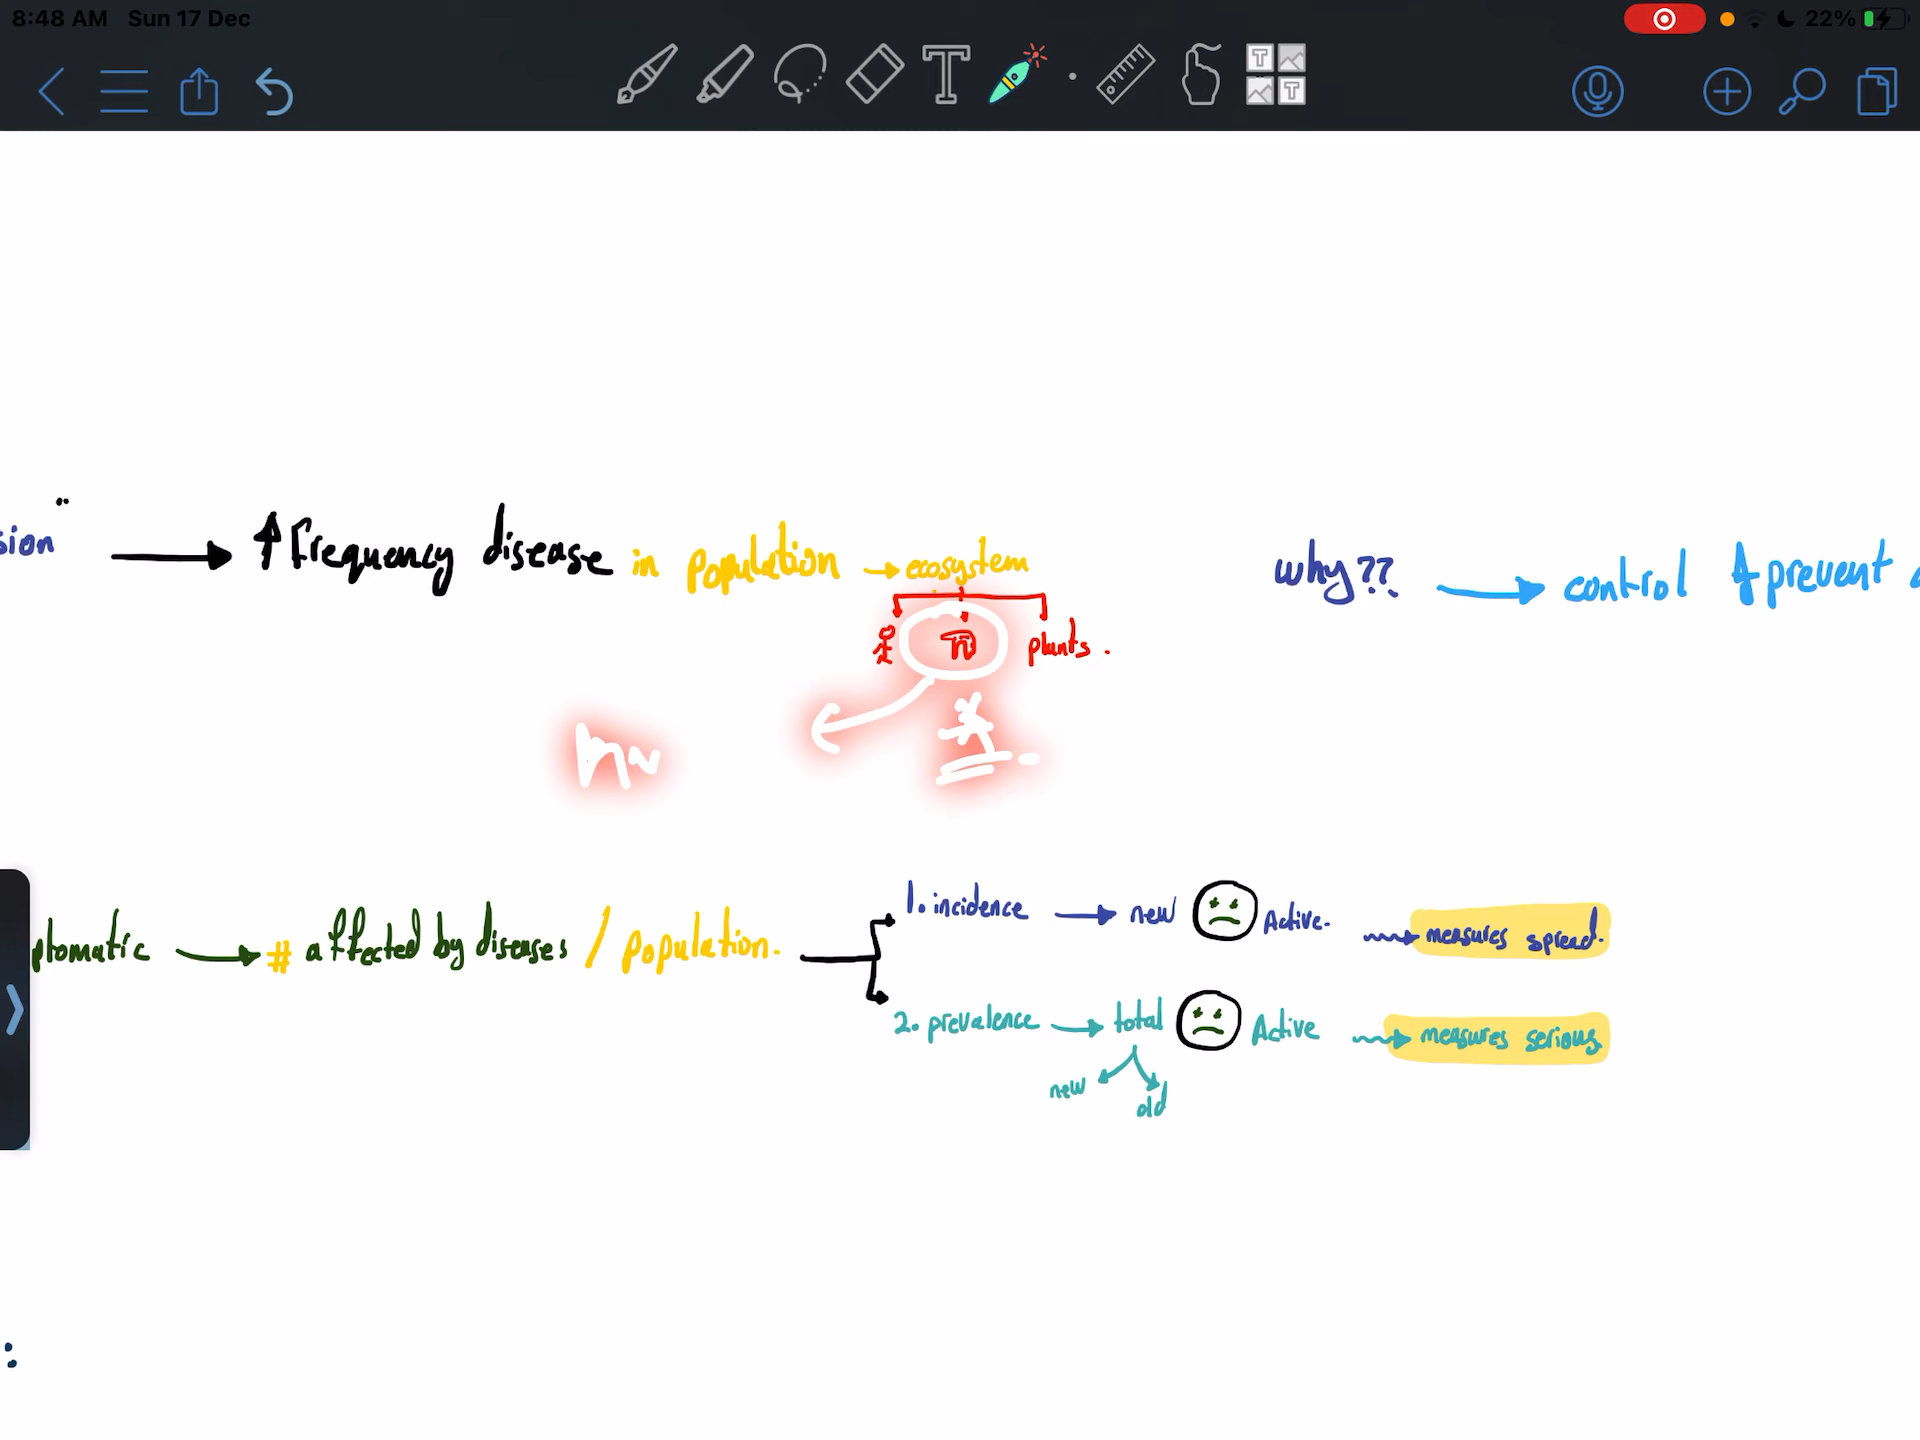 8:48 AM Sun 17 Dec
22%
sion → ↑ frequency disease in population → ecosystem
why?? → control & prevent
plants.
ptomatic → # affected by diseases / population.
1. incidence → new Active. → measures spread.
2. prevalence → total Active → measures serious
new old